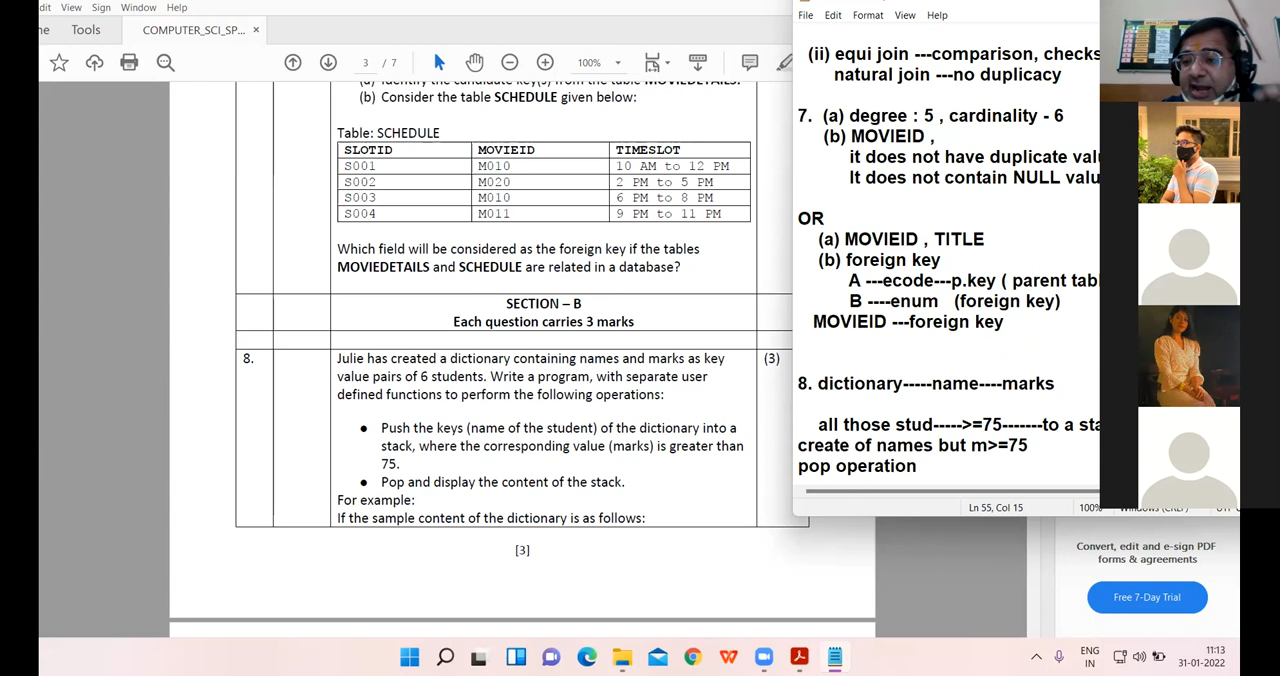 dit View Sign Window Help
ne Tools COMPUTER_SCI_SP... ×
3 / 7 100%
(b) Consider the table SCHEDULE given below:
Table: SCHEDULE
SLOTID MOVIEID TIMESLOT
S001 M010 10 AM to 12 PM
S002 M020 2 PM to 5 PM
S003 M010 6 PM to 8 PM
S004 M011 9 PM to 11 PM
Which field will be considered as the foreign key if the tables
MOVIEDETAILS and SCHEDULE are related in a database?
SECTION – B
Each question carries 3 marks
8. Julie has created a dictionary containing names and marks as key (3)
value pairs of 6 students. Write a program, with separate user
defined functions to perform the following operations:
● Push the keys (name of the student) of the dictionary into a
stack, where the corresponding value (marks) is greater than
75.
● Pop and display the content of the stack.
For example:
If the sample content of the dictionary is as follows:
[3]
File Edit Format View Help
(ii) equi join ---comparison, checks
natural join ---no duplicacy
7. (a) degree : 5 , cardinality - 6
(b) MOVIEID ,
it does not have duplicate valu
It does not contain NULL valu
OR
(a) MOVIEID , TITLE
(b) foreign key
A ---ecode---p.key ( parent tabl
B ----enum (foreign key)
MOVIEID ---foreign key
8. dictionary-----name----marks
all those stud----->=75-------to a sta
create of names but m>=75
pop operation
Ln 55, Col 15 100%
Convert, edit and e-sign PDF
forms & agreements
Free 7-Day Trial
ENG
IN
11:13
31-01-2022